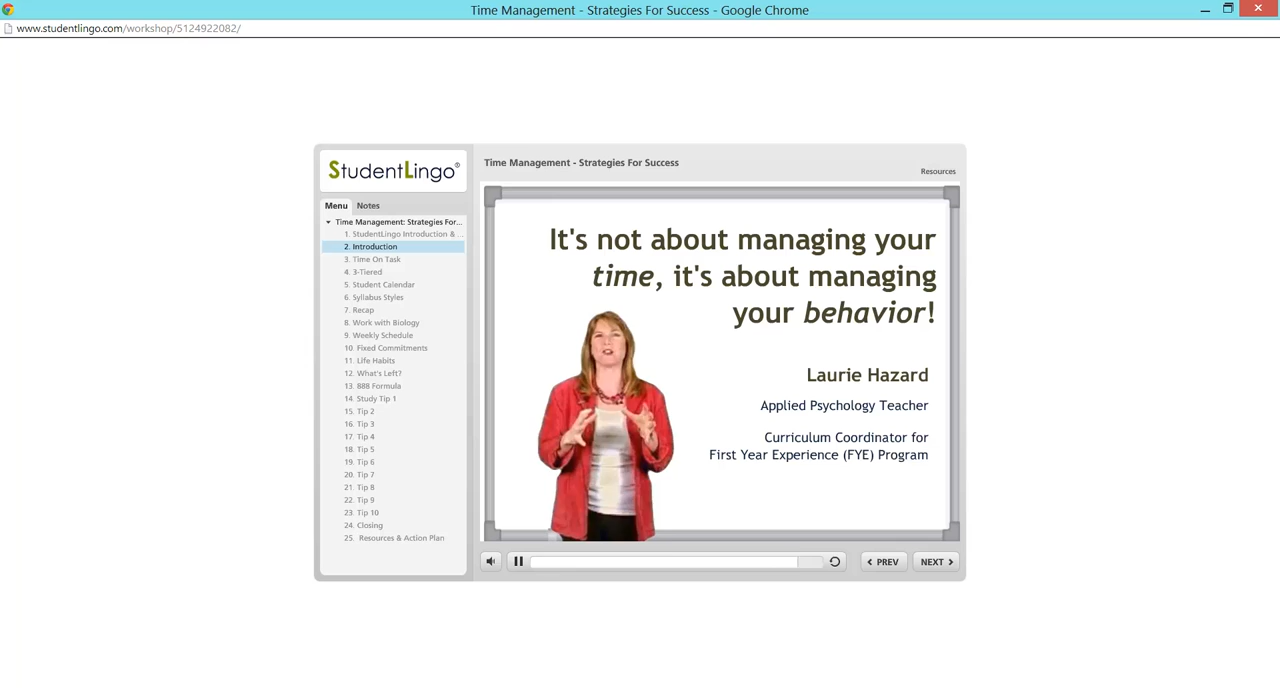 Time Management - Strategies For Success - Google Chrome
www.studentlingo.com/workshop/5124922082/
StudentLingo®
Time Management - Strategies For Success
Resources
Menu Notes
Time Management: Strategies For...
1. StudentLingo Introduction & ...
2. Introduction
3. Time On Task
4. 3-Tiered
5. Student Calendar
6. Syllabus Styles
7. Recap
8. Work with Biology
9. Weekly Schedule
10. Fixed Commitments
11. Life Habits
12. What's Left?
13. 888 Formula
14. Study Tip 1
15. Tip 2
16. Tip 3
17. Tip 4
18. Tip 5
19. Tip 6
20. Tip 7
21. Tip 8
22. Tip 9
23. Tip 10
24. Closing
25. Resources & Action Plan
It's not about managing your
time, it's about managing
your behavior!
Laurie Hazard
Applied Psychology Teacher
Curriculum Coordinator for
First Year Experience (FYE) Program
PREV
NEXT